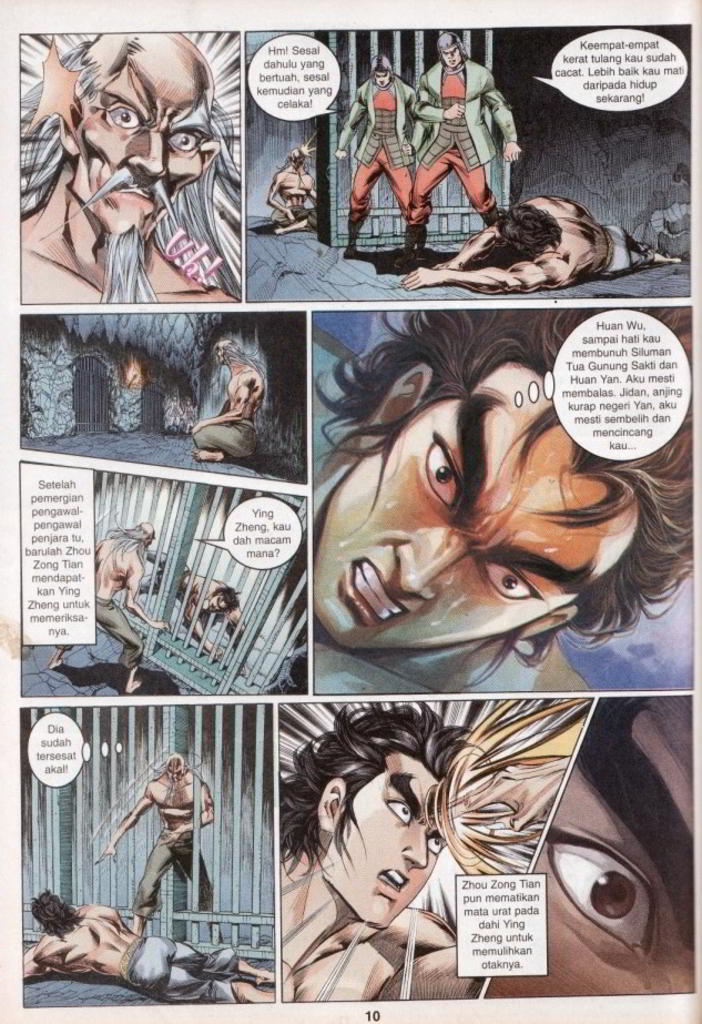 Uh!
Hm! Sesal
dahulu yang
bertuah, sesal
kemudian yang
celaka!
Keempat-empat
kerat tulang kau sudah
cacat. Lebih baik kau mati
daripada hidup
sekarang!
Huan Wu,
sampai hati kau
membunuh Siluman
Tua Gunung Sakti dan
Huan Yan. Aku mesti
membalas. Jidan, anjing
kurap negeri Yan, aku
mesti sembelih dan
mencincang
kau...
Setelah
pemergian
pengawal-
pengawal
penjara tu,
barulah Zhou
Zong Tian
mendapat-
kan Ying
Zheng untuk
memeriksa-
nya.
Ying
Zheng, kau
dah macam
mana?
Dia
sudah
tersesat
akal!
Zhou Zong Tian
pun mematikan
mata urat pada
dahi Ying
Zheng untuk
memulihkan
otaknya.
10